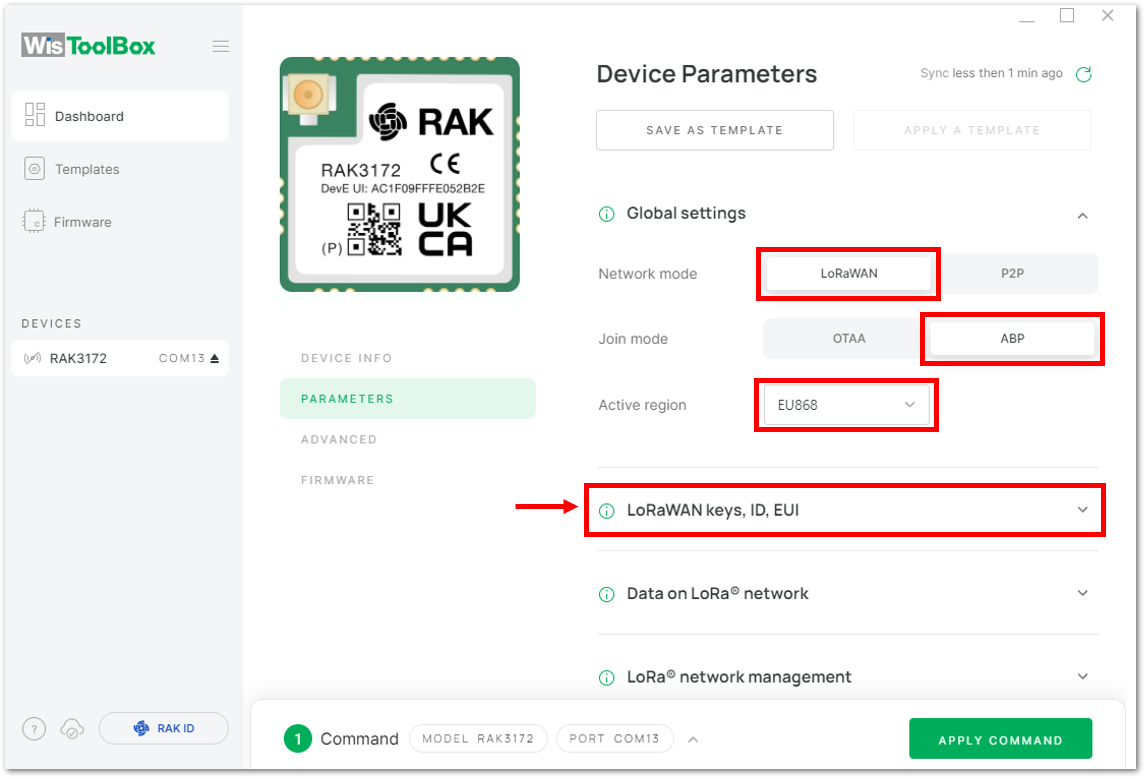 WisToolBox
Dashboard
Templates
Firmware
DEVICES
RAK3172 COM13
? RAK ID
RAK
RAK3172
DevE UI: AC1F09FFFE052B2E
(P)
UK
CA
DEVICE INFO
PARAMETERS
ADVANCED
FIRMWARE
Device Parameters Sync less then 1 min ago
SAVE AS TEMPLATE APPLY A TEMPLATE
Global settings
Network mode LoRaWAN P2P
Join mode OTAA ABP
Active region EU868
LoRaWAN keys, ID, EUI
Data on LoRa® network
LoRa® network management
1 Command MODEL RAK3172 PORT COM13 APPLY COMMAND